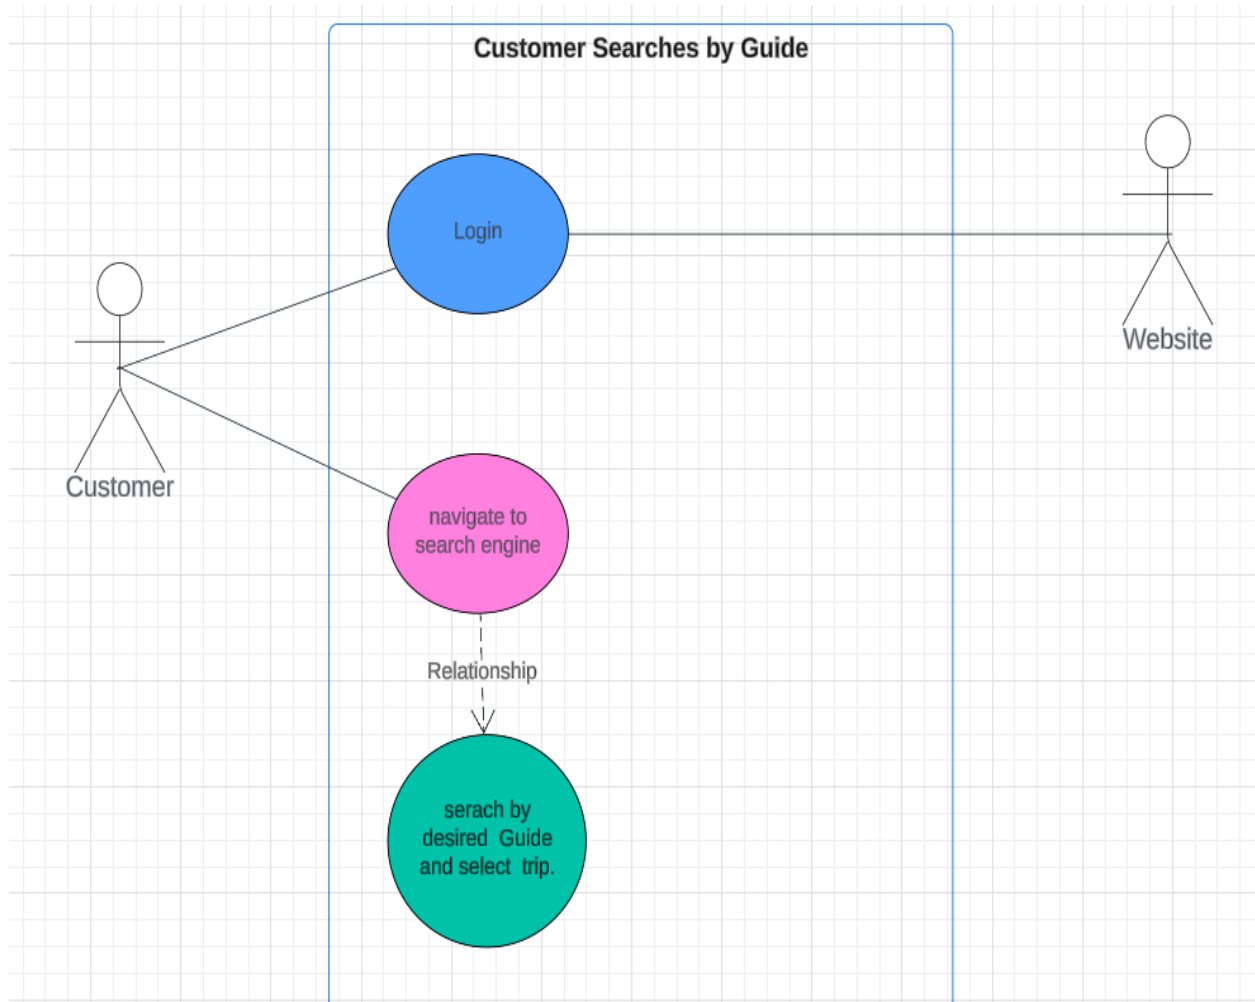 Customer Searches by Guide
Login
Website
Customer
navigate to
search engine
Relationship
serach by
desired  Guide
and select  trip.